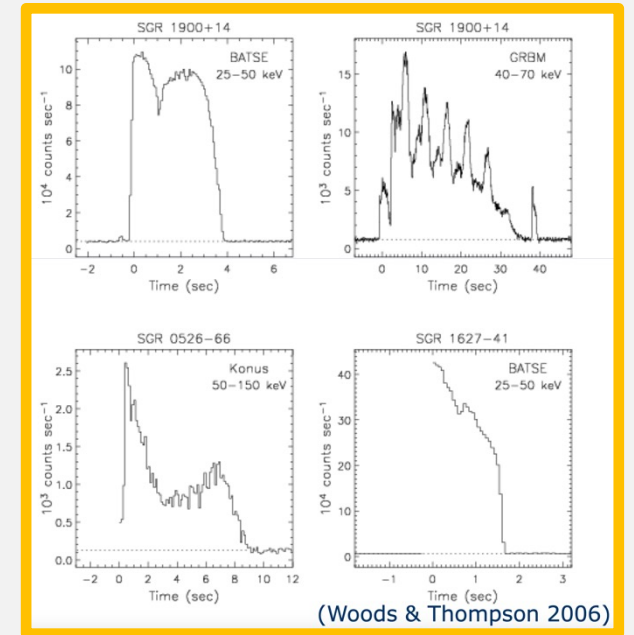 SGR 1900+14
BATSE
25−50 keV
10⁴ counts sec⁻¹
10
8
6
4
2
0
−2 0 2 4 6
Time (sec)
SGR 1900+14
GRBM
40−70 keV
10³ counts sec⁻¹
15
10
5
0
0 10 20 30 40
Time (sec)
SGR 0526−66
Konus
50−150 keV
10³ counts sec⁻¹
2.5
2.0
1.5
1.0
0.5
0.0
−2 0 2 4 6 8 10 12
Time (sec)
SGR 1627−41
BATSE
25−50 keV
10⁴ counts sec⁻¹
40
30
20
10
0
−1 0 1 2 3
Time (sec)
(Woods & Thompson 2006)